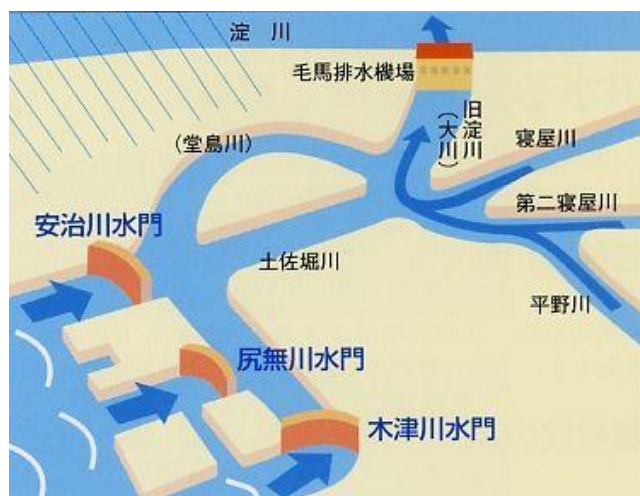 淀 川
毛馬排水機場
旧淀川
(大川)
(堂島川)
寝屋川
第二寝屋川
安治川水門
土佐堀川
平野川
尻無川水門
木津川水門